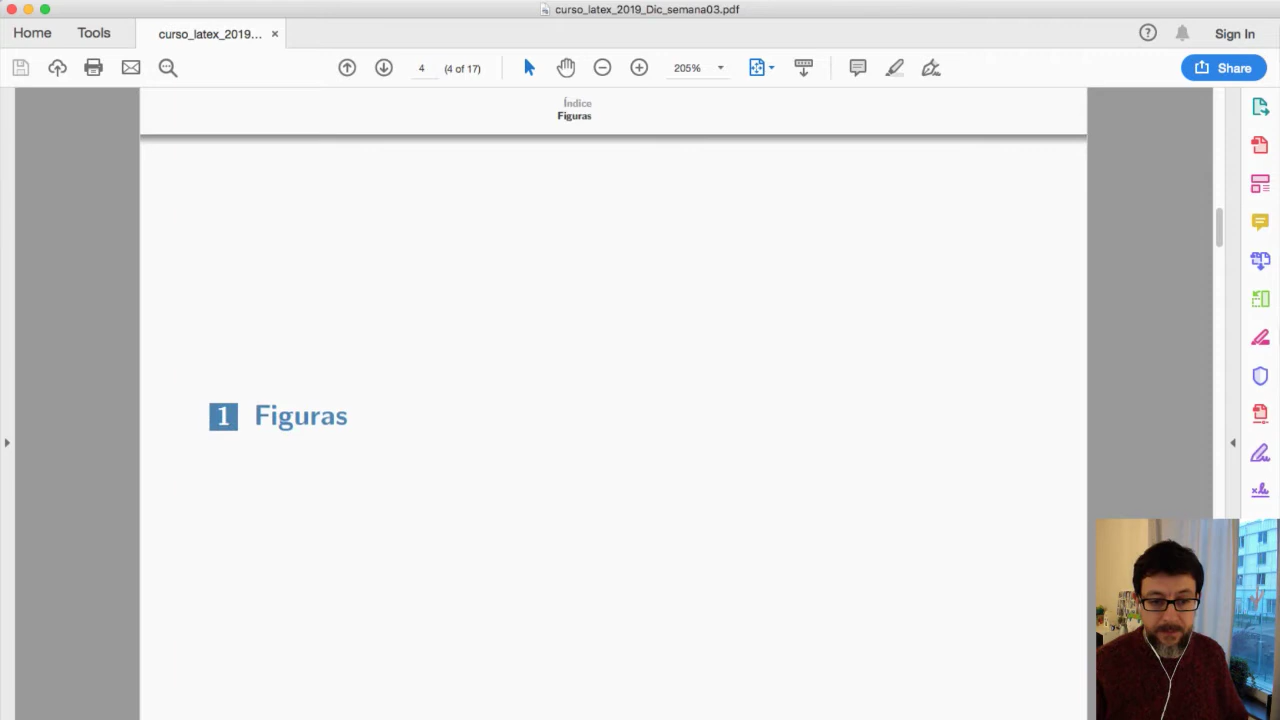 curso_latex_2019_Dic_semana03.pdf
Home
Tools
curso_latex_2019...
Sign In
4
(4 of 17)
205%
Share
Índice
Figuras
1 Figuras